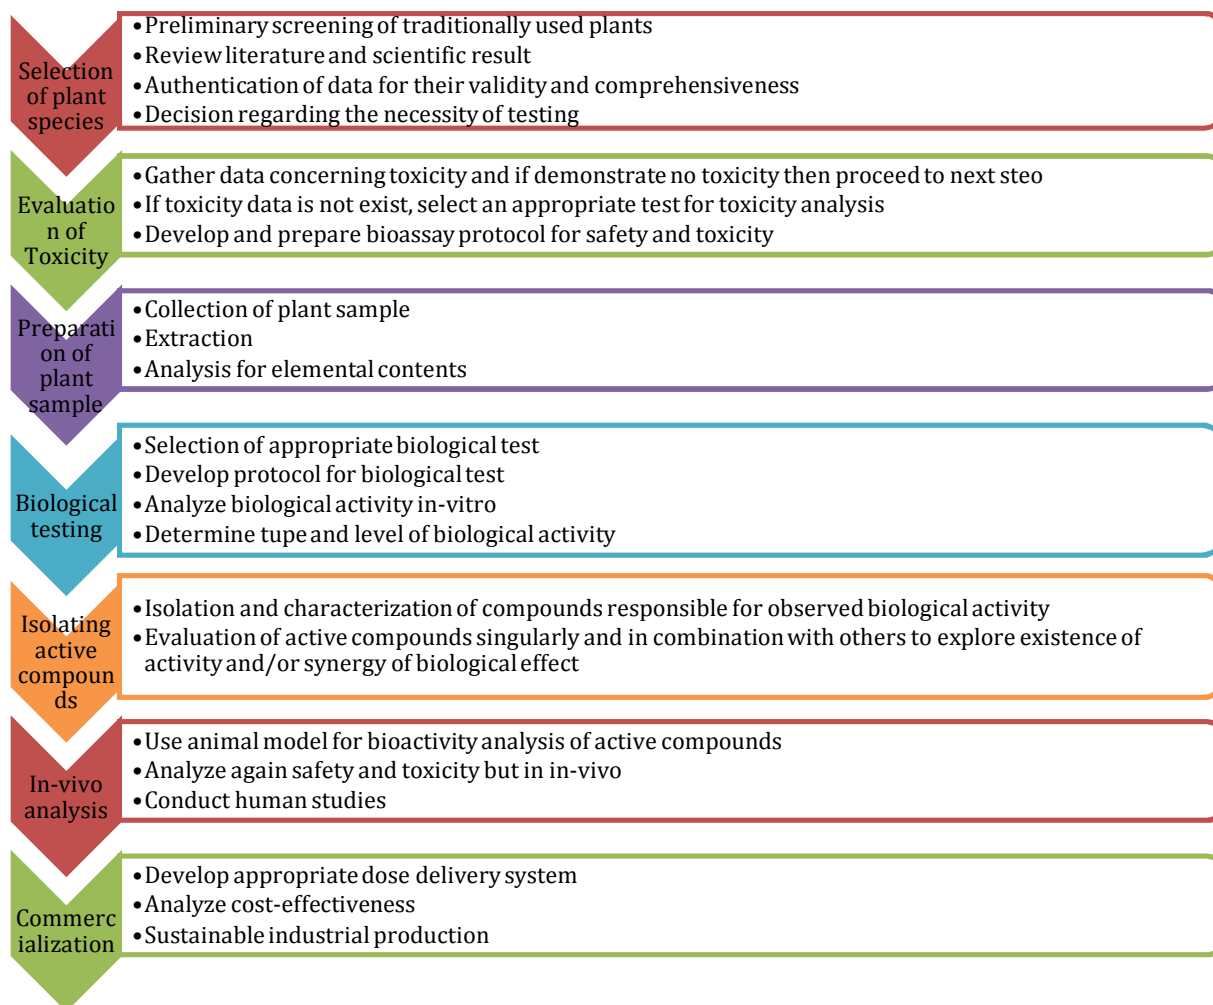 Selection
of plant
species
•Preliminary screening of traditionally used plants
•Review literature and scientific result
•Authentication of data for their validity and comprehensiveness
•Decision regarding the necessity of testing
Evaluatio
n of
Toxicity
•Gather data concerning toxicity and if demonstrate no toxicity then proceed to next steo
•If toxicity data is not exist, select an appropriate test for toxicity analysis
•Develop and prepare bioassay protocol for safety and toxicity
Preparati
on of
plant
sample
•Collection of plant sample
•Extraction
•Analysis for elemental contents
Biological
testing
•Selection of appropriate biological test
•Develop protocol for biological test
•Analyze biological activity in-vitro
•Determine tupe and level of biological activity
Isolating
active
compoun
ds
•Isolation and characterization of compounds responsible for observed biological activity
•Evaluation of active compounds singularly and in combination with others to explore existence of
activity and/or synergy of biological effect
In-vivo
analysis
•Use animal model for bioactivity analysis of active compounds
•Analyze again safety and toxicity but in in-vivo
•Conduct human studies
Commerc
ialization
•Develop appropriate dose delivery system
•Analyze cost-effectiveness
•Sustainable industrial production